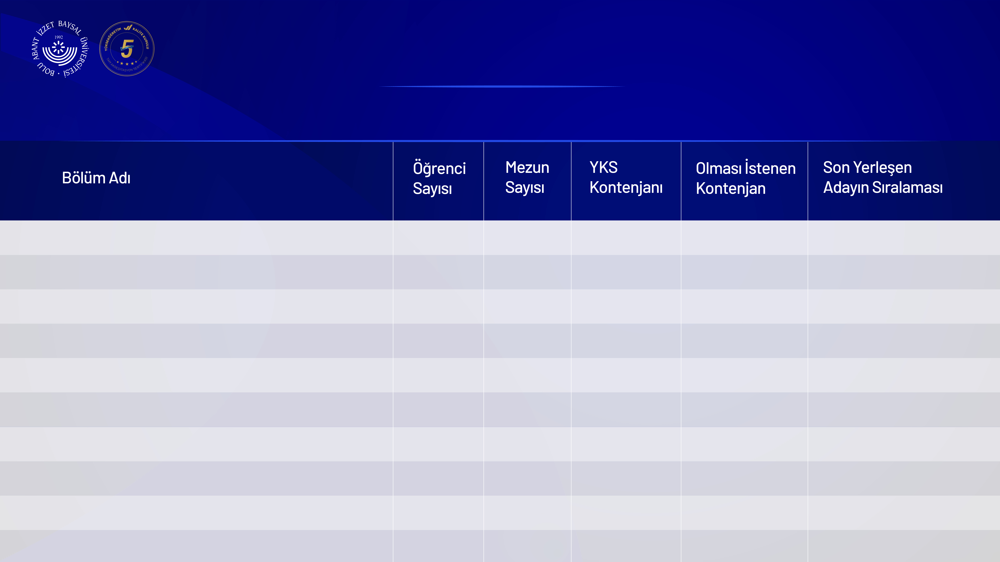 BOLU ABANT İZZET BAYSAL ÜNİVERSİTESİ
1992
YÜKSEKÖĞRETİM KALİTE KURULU
5
TAM AKREDİTASYON SERTİFİKASI
Bölüm Adı
Öğrenci
Sayısı
Mezun
Sayısı
YKS
Kontenjanı
Olması İstenen
Kontenjan
Son Yerleşen
Adayın Sıralaması